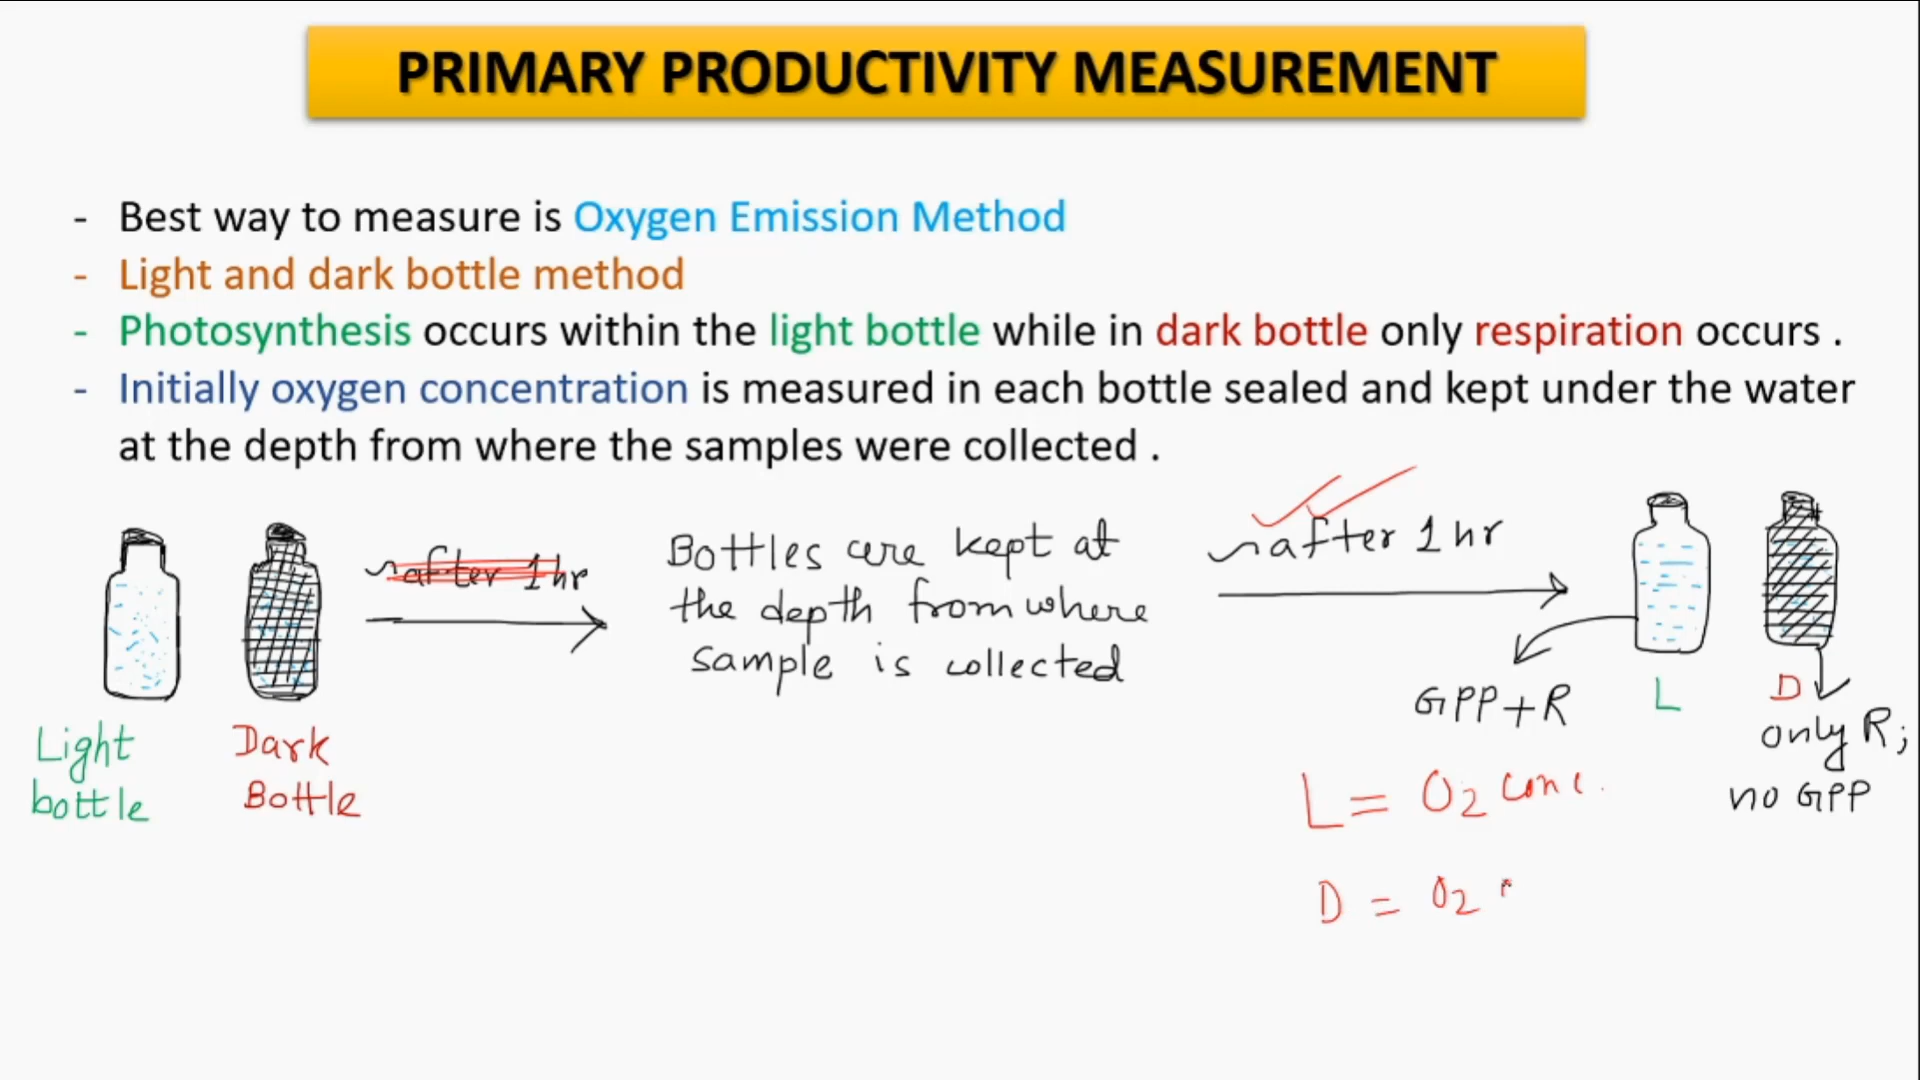 PRIMARY PRODUCTIVITY MEASUREMENT
- Best way to measure is Oxygen Emission Method
- Light and dark bottle method
- Photosynthesis occurs within the light bottle while in dark bottle only respiration occurs .
- Initially oxygen concentration is measured in each bottle sealed and kept under the water
at the depth from where the samples were collected .
after 1hr
Bottles are kept at
the depth from where
sample is collected
after 1 hr
Light
bottle
Dark
Bottle
GPP+R
L
D
only R;
no GPP
L = O2 conc.
D = O2